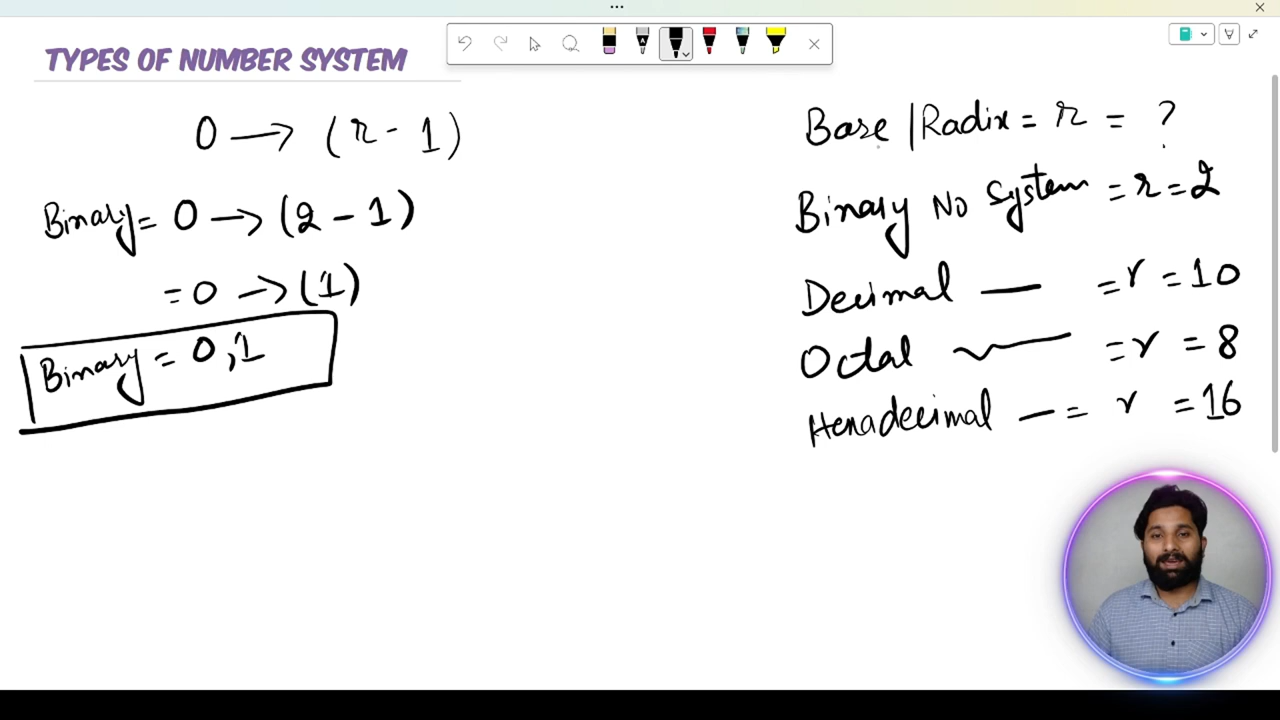 TYPES OF NUMBER SYSTEM
0 → (r - 1)
Binary = 0 → (2 - 1)
= 0 → (1)
Binary = 0, 1
Base | Radix = r = ?
Binary No System = r = 2
Decimal — = r = 10
Octal — = r = 8
Hexadecimal — = r = 16